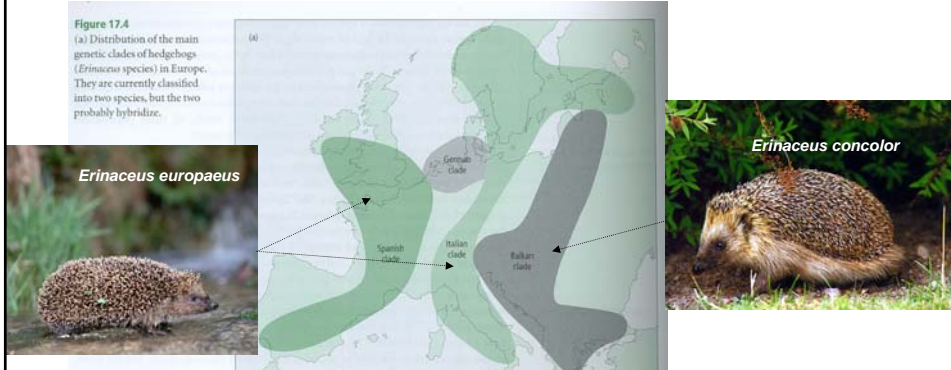 Figure 17.4
(a) Distribution of the main
genetic clades of hedgehogs
(Erinaceus species) in Europe.
They are currently classified
into two species, but the two
probably hybridize.
(a)
German
clade
Spanish
clade
Italian
clade
Balkan
clade
Erinaceus europaeus
Erinaceus concolor